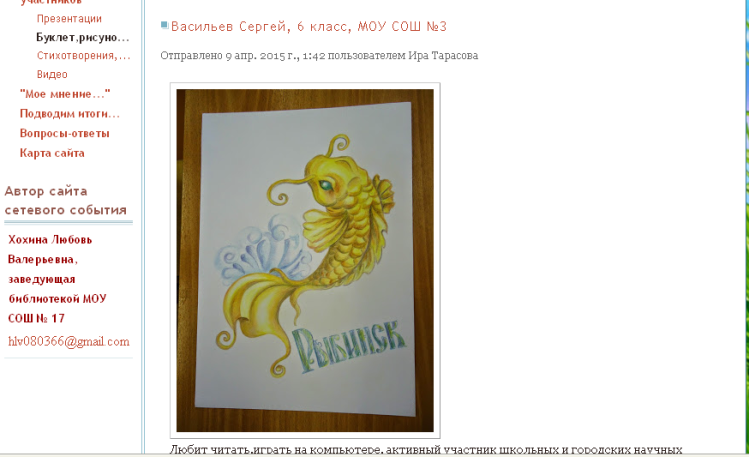 участников
Презентации
Буклет,рисуно...
Стихотворения,...
Видео
"Мое мнение..."
Подводим итоги...
Вопросы-ответы
Карта сайта
Автор сайта
сетевого события
Хохина Любовь
Валерьевна,
заведующая
библиотекой МОУ
СОШ № 17
hlv080366@gmail.com
Васильев Сергей, 6 класс, МОУ СОШ №3
Отправлено 9 апр. 2015 г., 1:42 пользователем Ира Тарасова
Рыбинск
Любит читать,играть на компьютере, активный участник школьных и городских научных